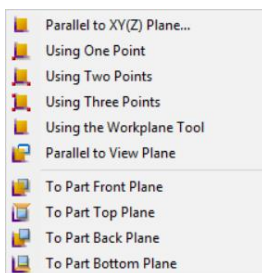 Parallel to XY(Z) Plane...
Using One Point
Using Two Points
Using Three Points
Using the Workplane Tool
Parallel to View Plane
To Part Front Plane
To Part Top Plane
To Part Back Plane
To Part Bottom Plane